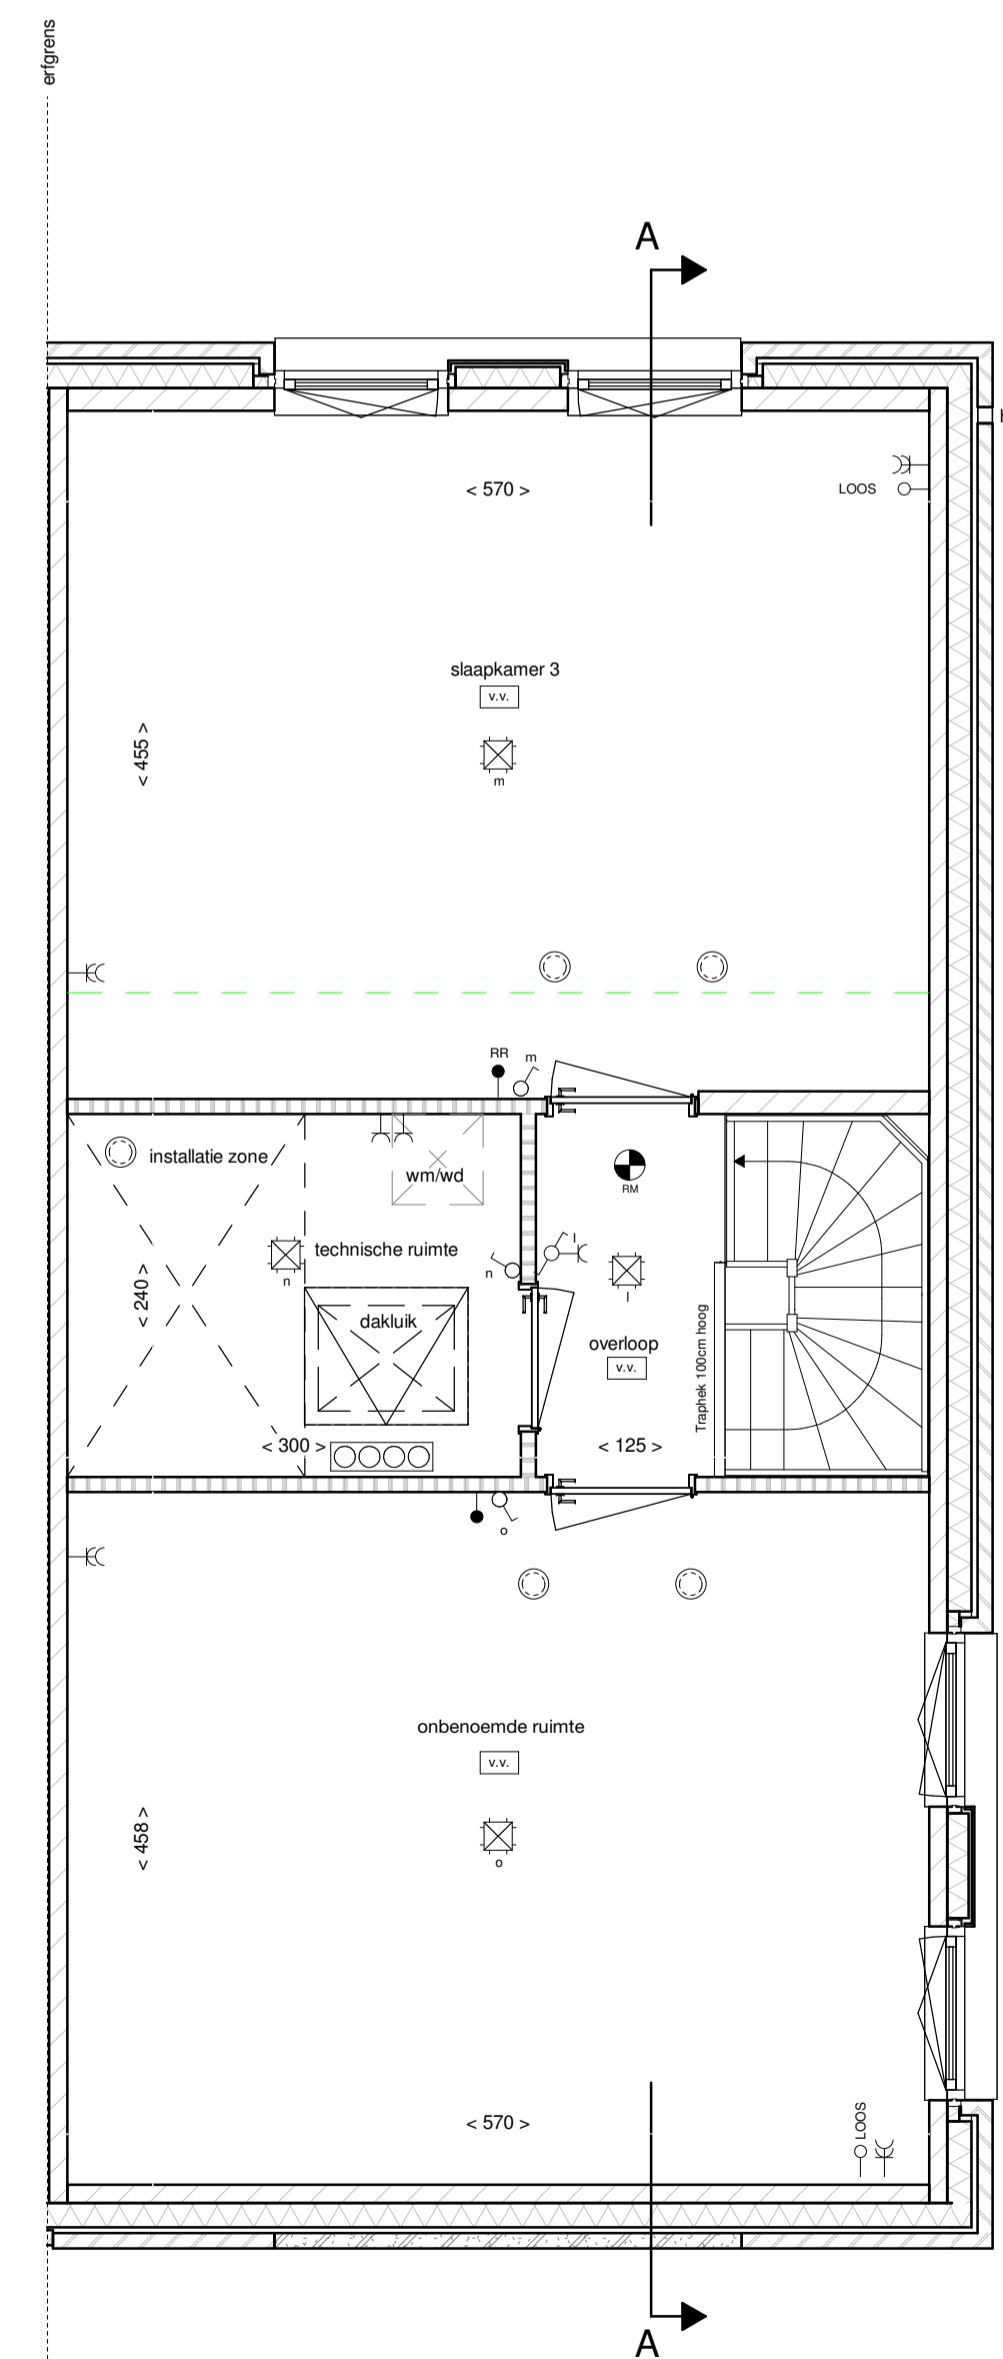 erfgrens
A
< 570 >
LOOS
slaapkamer 3
v.v.
< 455 >
m
RR
m
installatie zone
wm/wd
RM
technische ruimte
n
n
l
l
< 240 >
dakluik
overloop
v.v.
Traphek 100cm hoog
< 300 >
< 125 >
o
onbenoemde ruimte
v.v.
< 458 >
o
< 570 >
LOOS
A